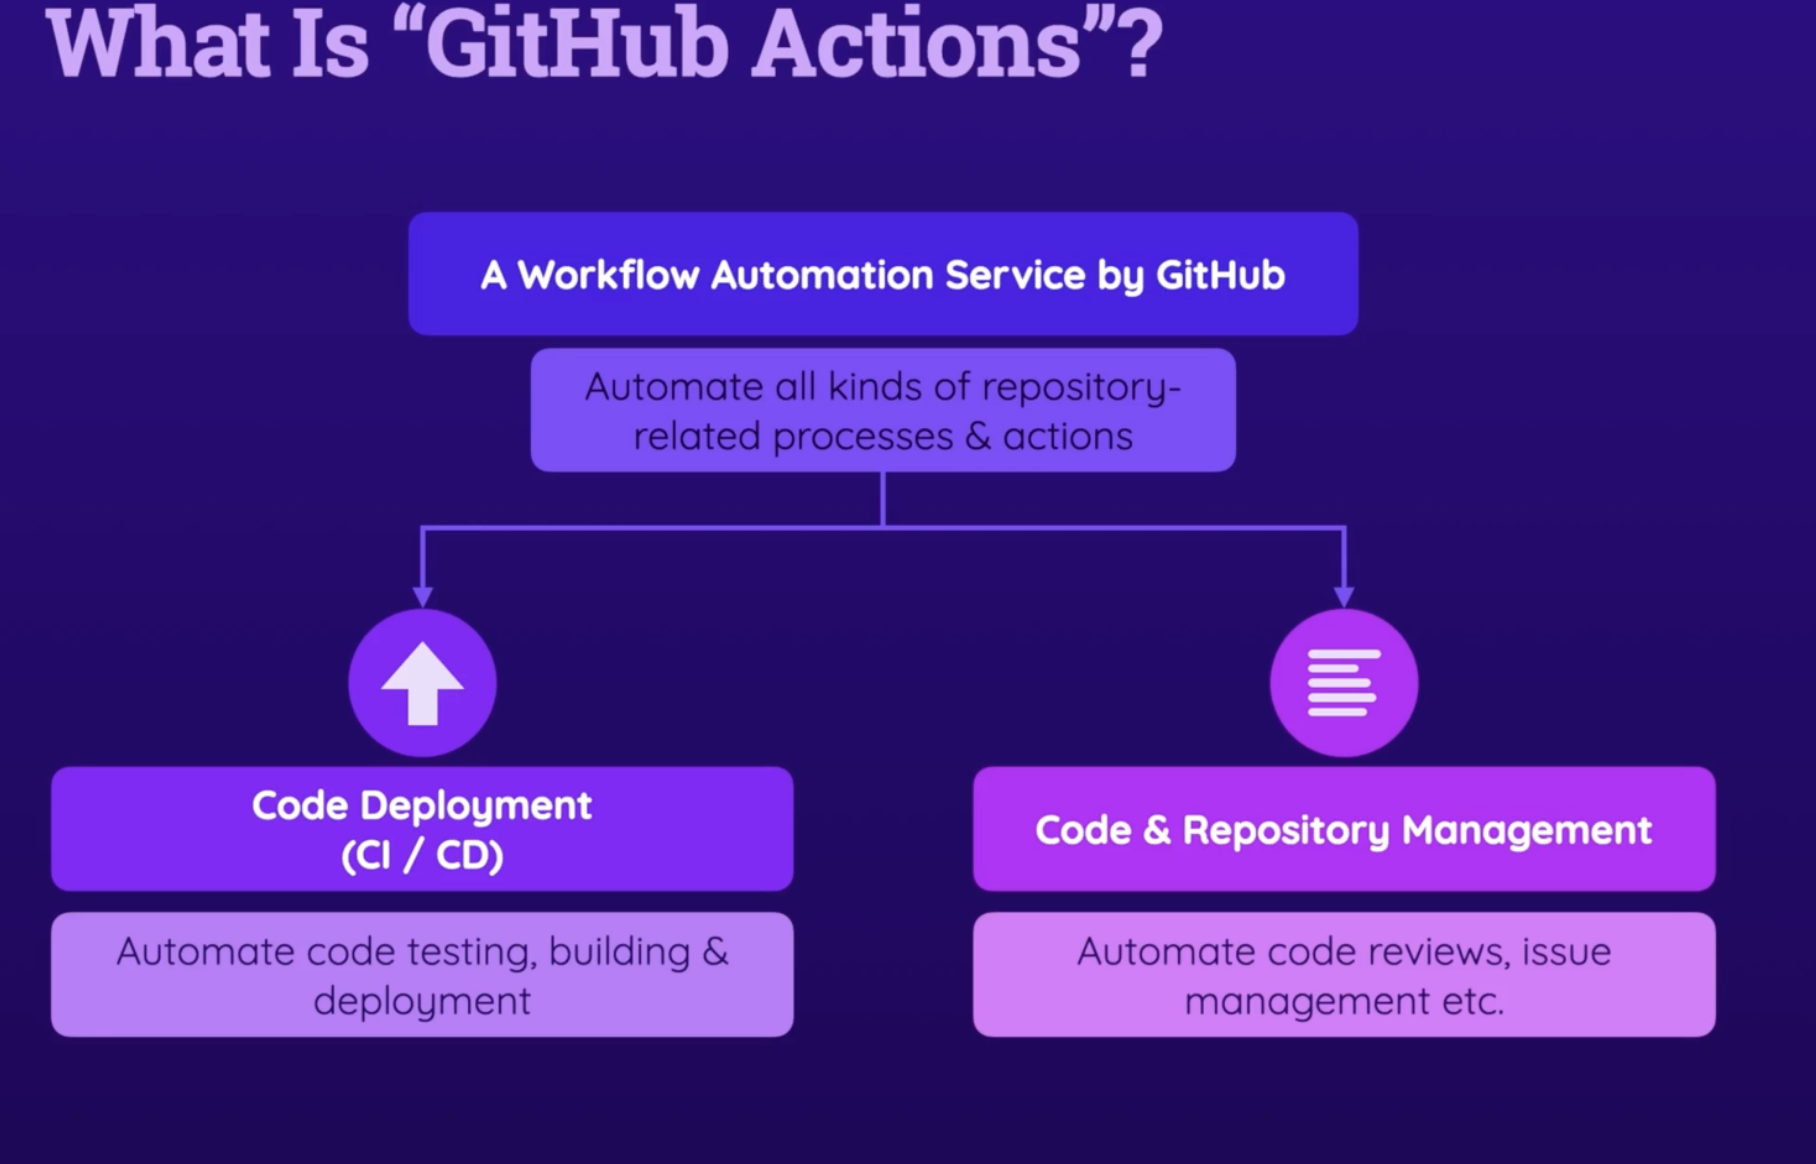 What Is “GitHub Actions”?
A Workflow Automation Service by GitHub
Automate all kinds of repository-
related processes & actions
Code Deployment
(CI / CD)
Automate code testing, building &
deployment
Code & Repository Management
Automate code reviews, issue
management etc.